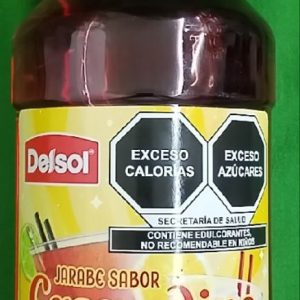 Delsol
EXCESO CALORÍAS
EXCESO AZÚCARES
SECRETARÍA DE SALUD
CONTIENE EDULCORANTES,
NO RECOMENDABLE EN NIÑOS
JARABE SABOR